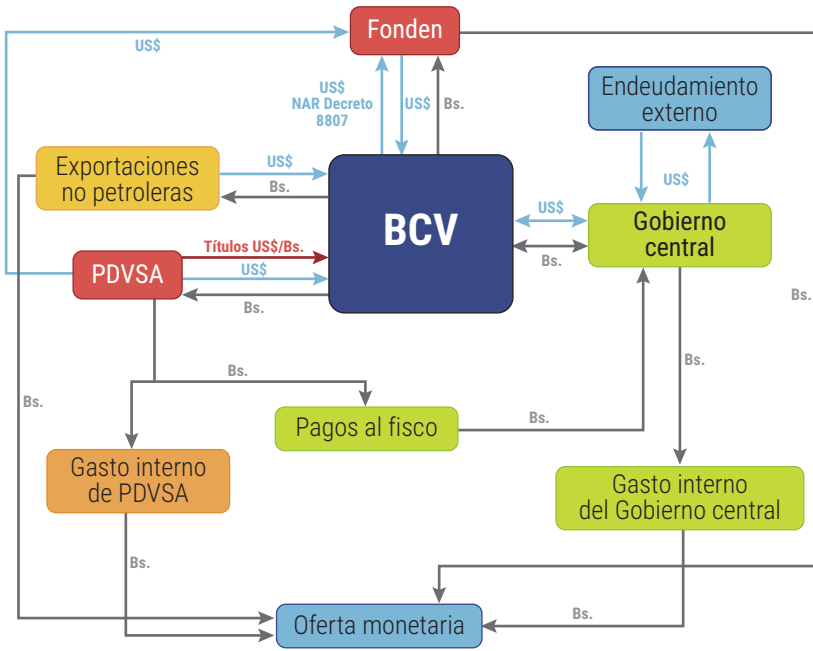 US$
Fonden
US$
NAR Decreto
8807
US$
Bs.
Endeudamiento
externo
US$
Exportaciones
no petroleras
US$
Bs.
BCV
US$
Bs.
Gobierno
central
Títulos US$/Bs.
PDVSA
US$
Bs.
Bs.
Bs.
Bs.
Bs.
Pagos al fisco
Bs.
Gasto interno
de PDVSA
Gasto interno
del Gobierno central
Bs.
Bs.
Oferta monetaria